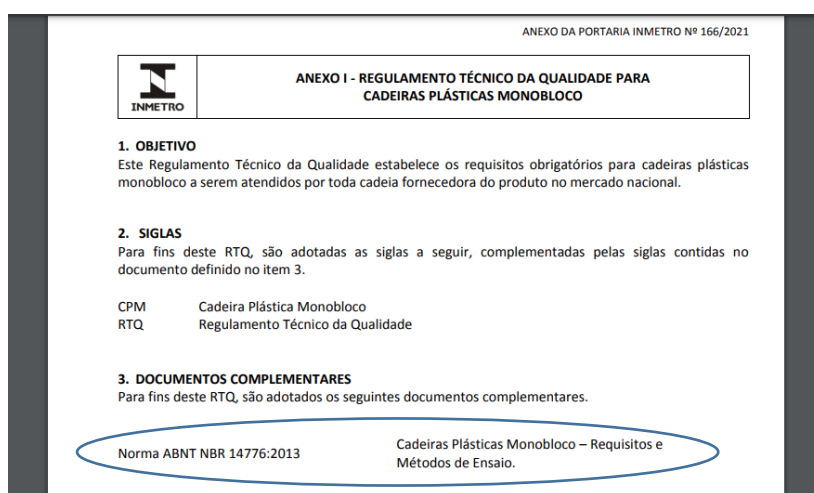 ANEXO DA PORTARIA INMETRO Nº 166/2021
INMETRO
ANEXO I - REGULAMENTO TÉCNICO DA QUALIDADE PARA
CADEIRAS PLÁSTICAS MONOBLOCO
1. OBJETIVO
Este Regulamento Técnico da Qualidade estabelece os requisitos obrigatórios para cadeiras plásticas
monobloco a serem atendidos por toda cadeia fornecedora do produto no mercado nacional.
2. SIGLAS
Para fins deste RTQ, são adotadas as siglas a seguir, complementadas pelas siglas contidas no
documento definido no item 3.
CPM Cadeira Plástica Monobloco
RTQ Regulamento Técnico da Qualidade
3. DOCUMENTOS COMPLEMENTARES
Para fins deste RTQ, são adotados os seguintes documentos complementares.
Norma ABNT NBR 14776:2013 Cadeiras Plásticas Monobloco – Requisitos e
Métodos de Ensaio.